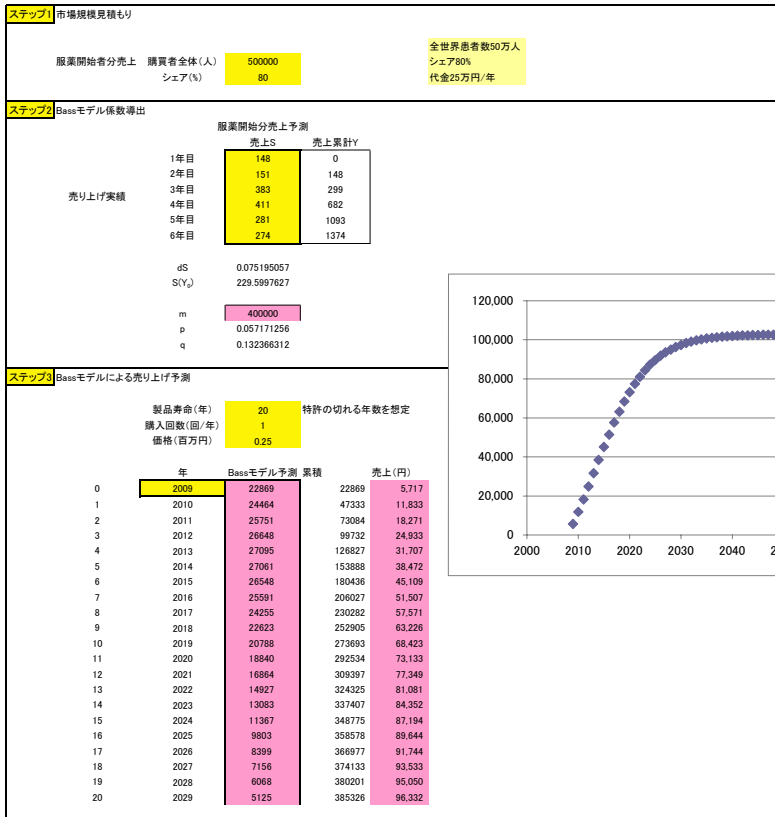 ステップ1 市場規模見積もり
全世界患者数50万人
服薬開始者分売上 購買者全体(人) 500000 シェア80%
シェア(%) 80 代金25万円/年
ステップ2 Bassモデル係数導出
服薬開始分売上予測
売上S 売上累計Y
1年目 148 0
2年目 151 148
売り上げ実績 3年目 383 299
4年目 411 682
5年目 281 1093
6年目 274 1374
dS 0.075195057
S(Y₀) 229.5997627
m 400000
p 0.057171256
q 0.132366312
ステップ3 Bassモデルによる売り上げ予測
製品寿命(年) 20 特許の切れる年数を想定
購入回数(回/年) 1
価格(百万円) 0.25
年 Bassモデル予測 累積 売上(円)
0 2009 22869 22869 5,717
1 2010 24464 47333 11,833
2 2011 25751 73084 18,271
3 2012 26648 99732 24,933
4 2013 27095 126827 31,707
5 2014 27061 153888 38,472
6 2015 26548 180436 45,109
7 2016 25591 206027 51,507
8 2017 24255 230282 57,571
9 2018 22623 252905 63,226
10 2019 20788 273693 68,423
11 2020 18840 292534 73,133
12 2021 16864 309397 77,349
13 2022 14927 324325 81,081
14 2023 13083 337407 84,352
15 2024 11367 348775 87,194
16 2025 9803 358578 89,644
17 2026 8399 366977 91,744
18 2027 7156 374133 93,533
19 2028 6068 380201 95,050
20 2029 5125 385326 96,332
120,000
100,000
80,000
60,000
40,000
20,000
0
2000 2010 2020 2030 2040 2